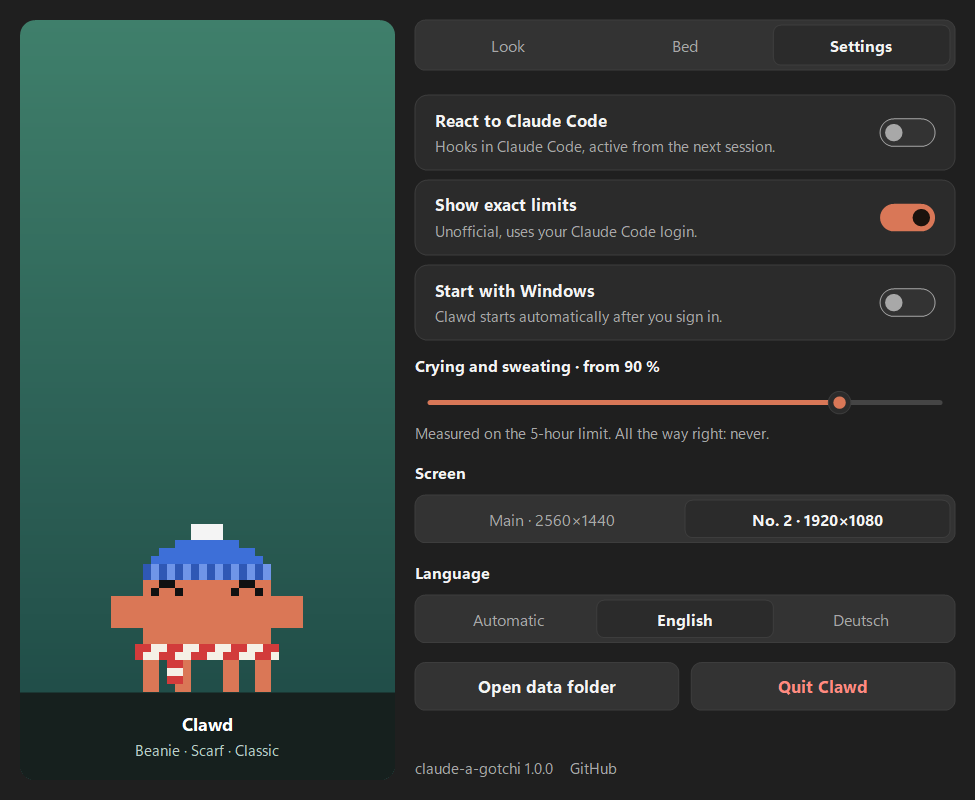 Look
Bed
Settings
React to Claude Code
Hooks in Claude Code, active from the next session.
Show exact limits
Unofficial, uses your Claude Code login.
Start with Windows
Clawd starts automatically after you sign in.
Crying and sweating · from 90 %
Measured on the 5-hour limit. All the way right: never.
Screen
Main · 2560×1440
No. 2 · 1920×1080
Language
Automatic
English
Deutsch
Open data folder
Quit Clawd
claude-a-gotchi 1.0.0
GitHub
Clawd
Beanie · Scarf · Classic